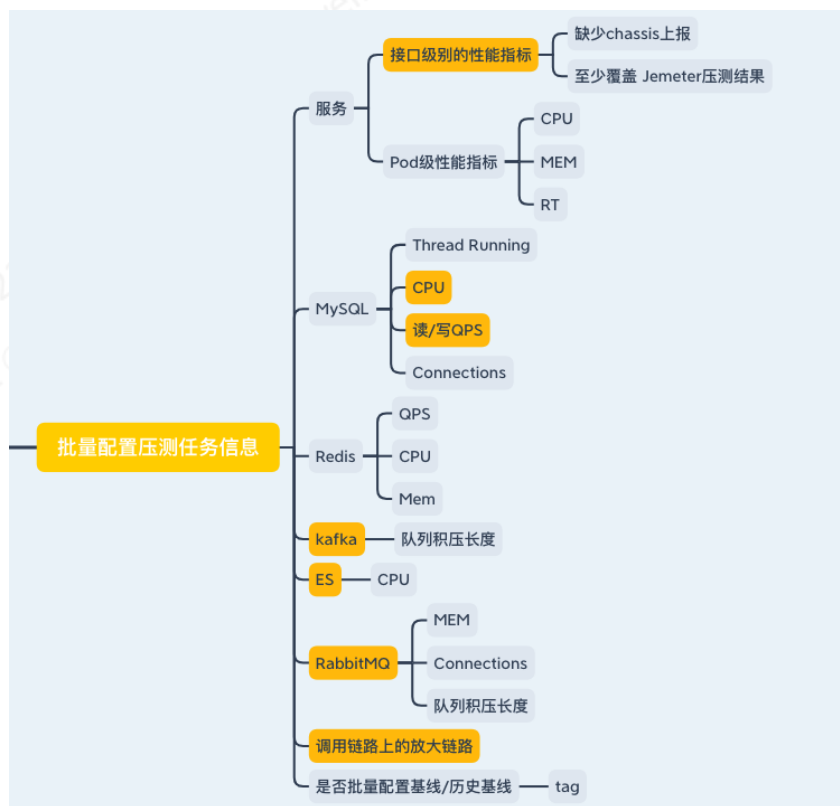 缺少chassis上报
接口级别的性能指标
至少覆盖 Jemeter压测结果
服务
CPU
Pod级性能指标
MEM
RT
Thread Running
CPU
MySQL
读/写QPS
Connections
QPS
批量配置压测任务信息
Redis
CPU
Mem
kafka
队列积压长度
ES
CPU
MEM
RabbitMQ
Connections
队列积压长度
调用链路上的放大链路
是否批量配置基线/历史基线
tag